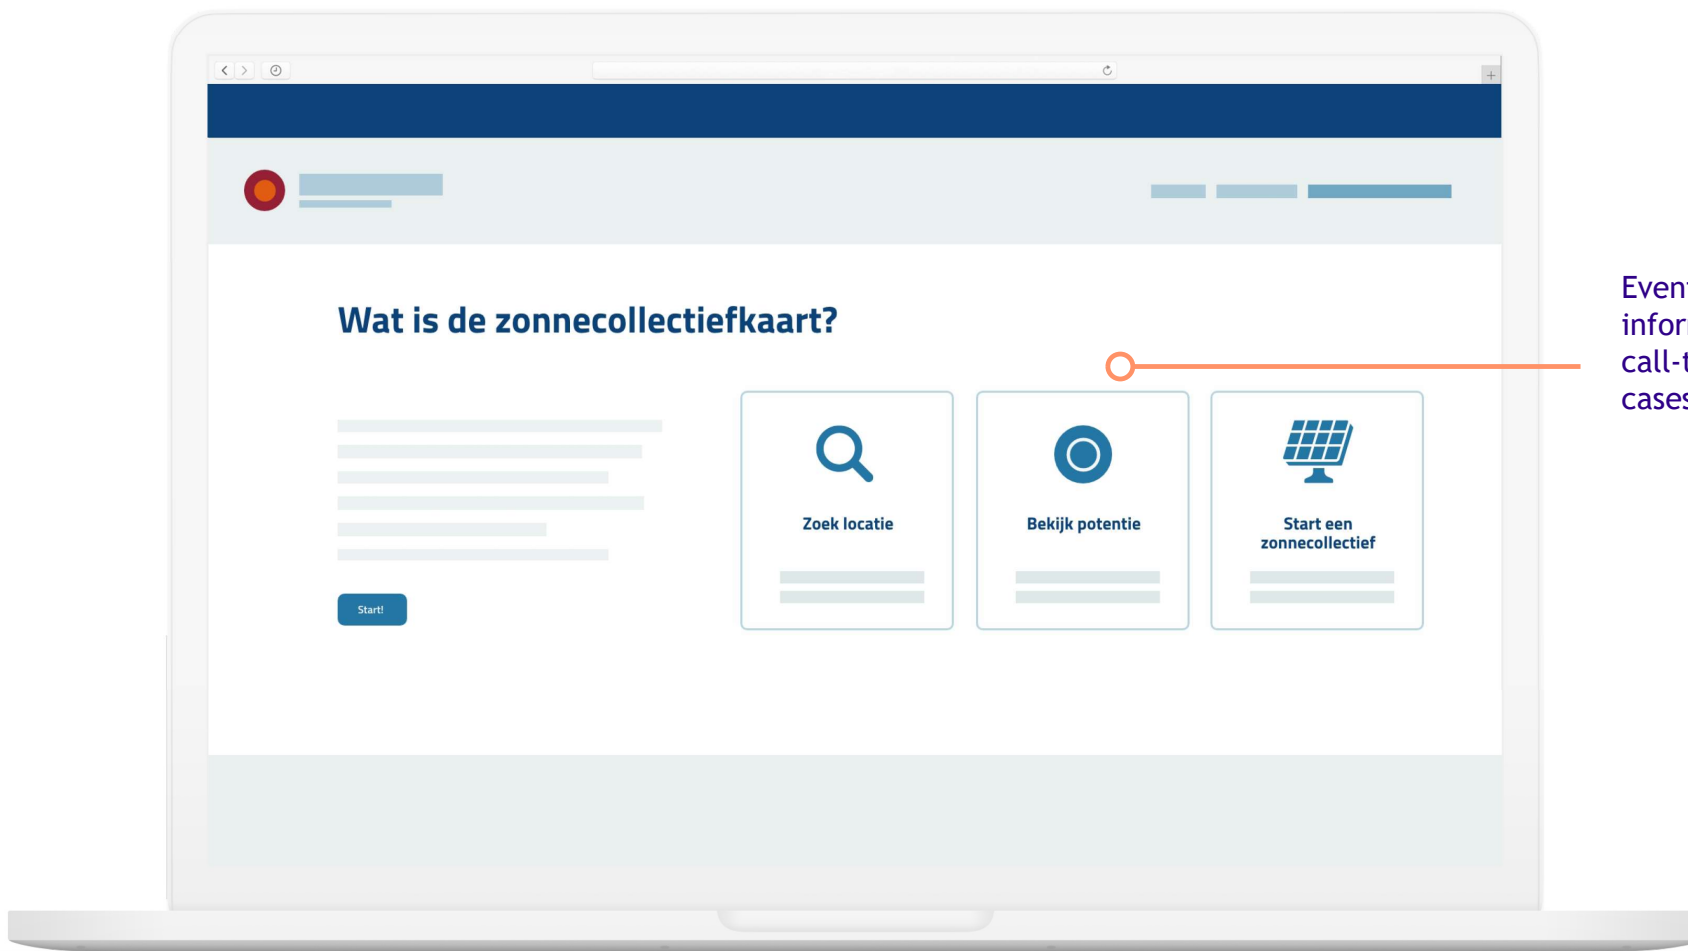 Wat is de zonnecollectiefkaart?
Zoek locatie
Bekijk potentie
Start een
zonnecollectief
Start!